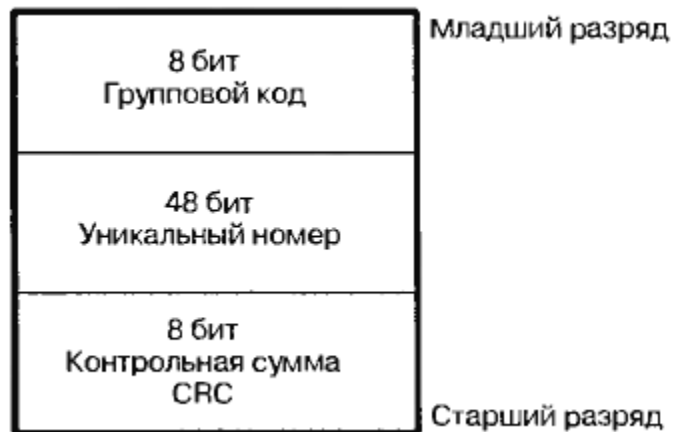 Младший разряд
8 бит
Групповой код
48 бит
Уникальный номер
8 бит
Контрольная сумма
CRC
Старший разряд